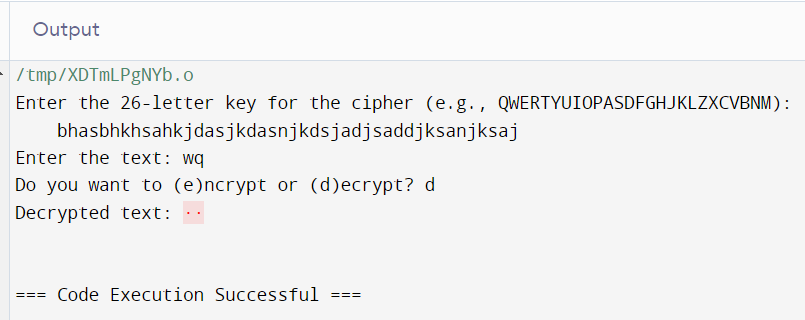 Output
/tmp/XDTmLPgNYb.o
Enter the 26-letter key for the cipher (e.g., QWERTYUIOPASDFGHJKLZXCVBNM):
bhasbhkhsahkjdasjkdasnjkdsjadjsaddjksanjksaj
Enter the text: wq
Do you want to (e)ncrypt or (d)ecrypt? d
Decrypted text: ··
=== Code Execution Successful ===